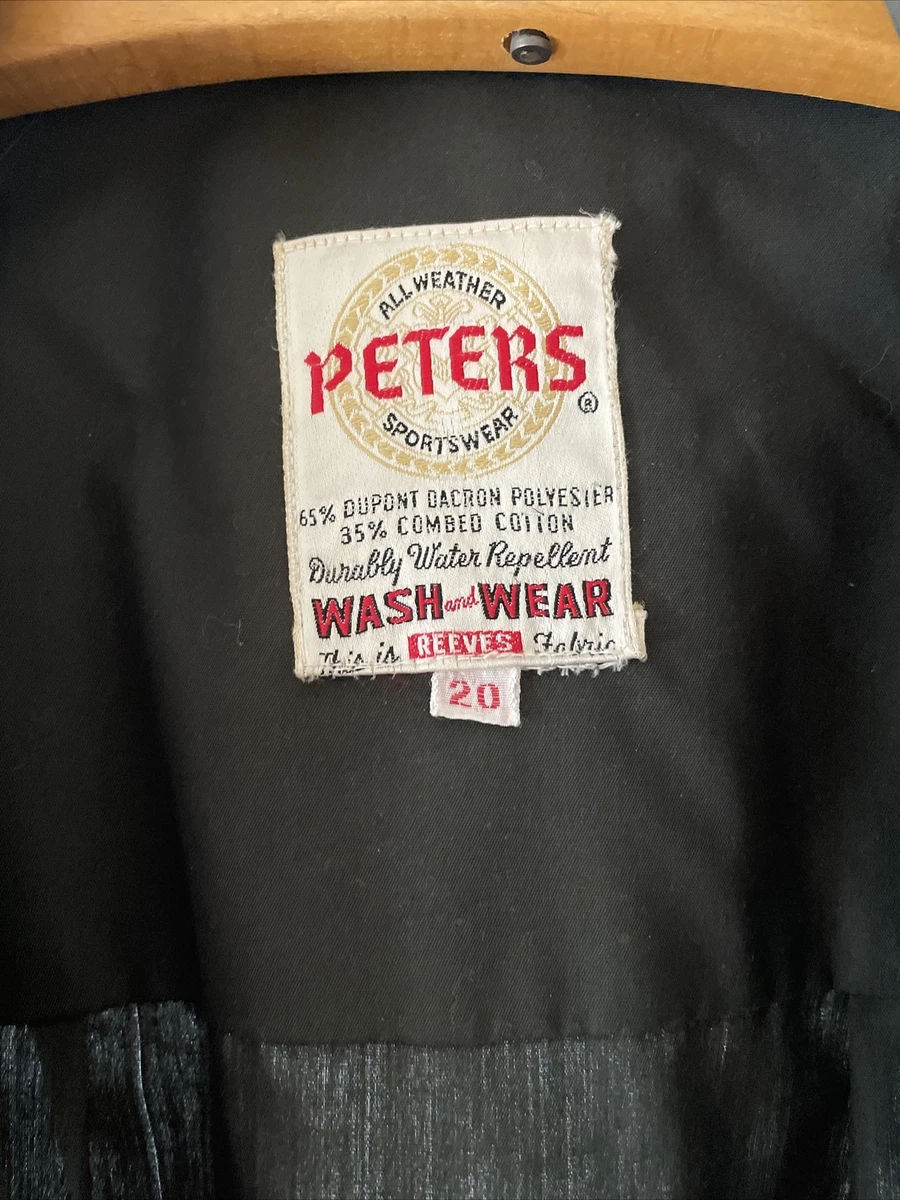 ALL WEATHER
PETERS ®
SPORTSWEAR
65% DUPONT DACRON POLYESTER
35% COMBED COTTON
Durably Water Repellent
WASH and WEAR
This is REEVES Fabric
20